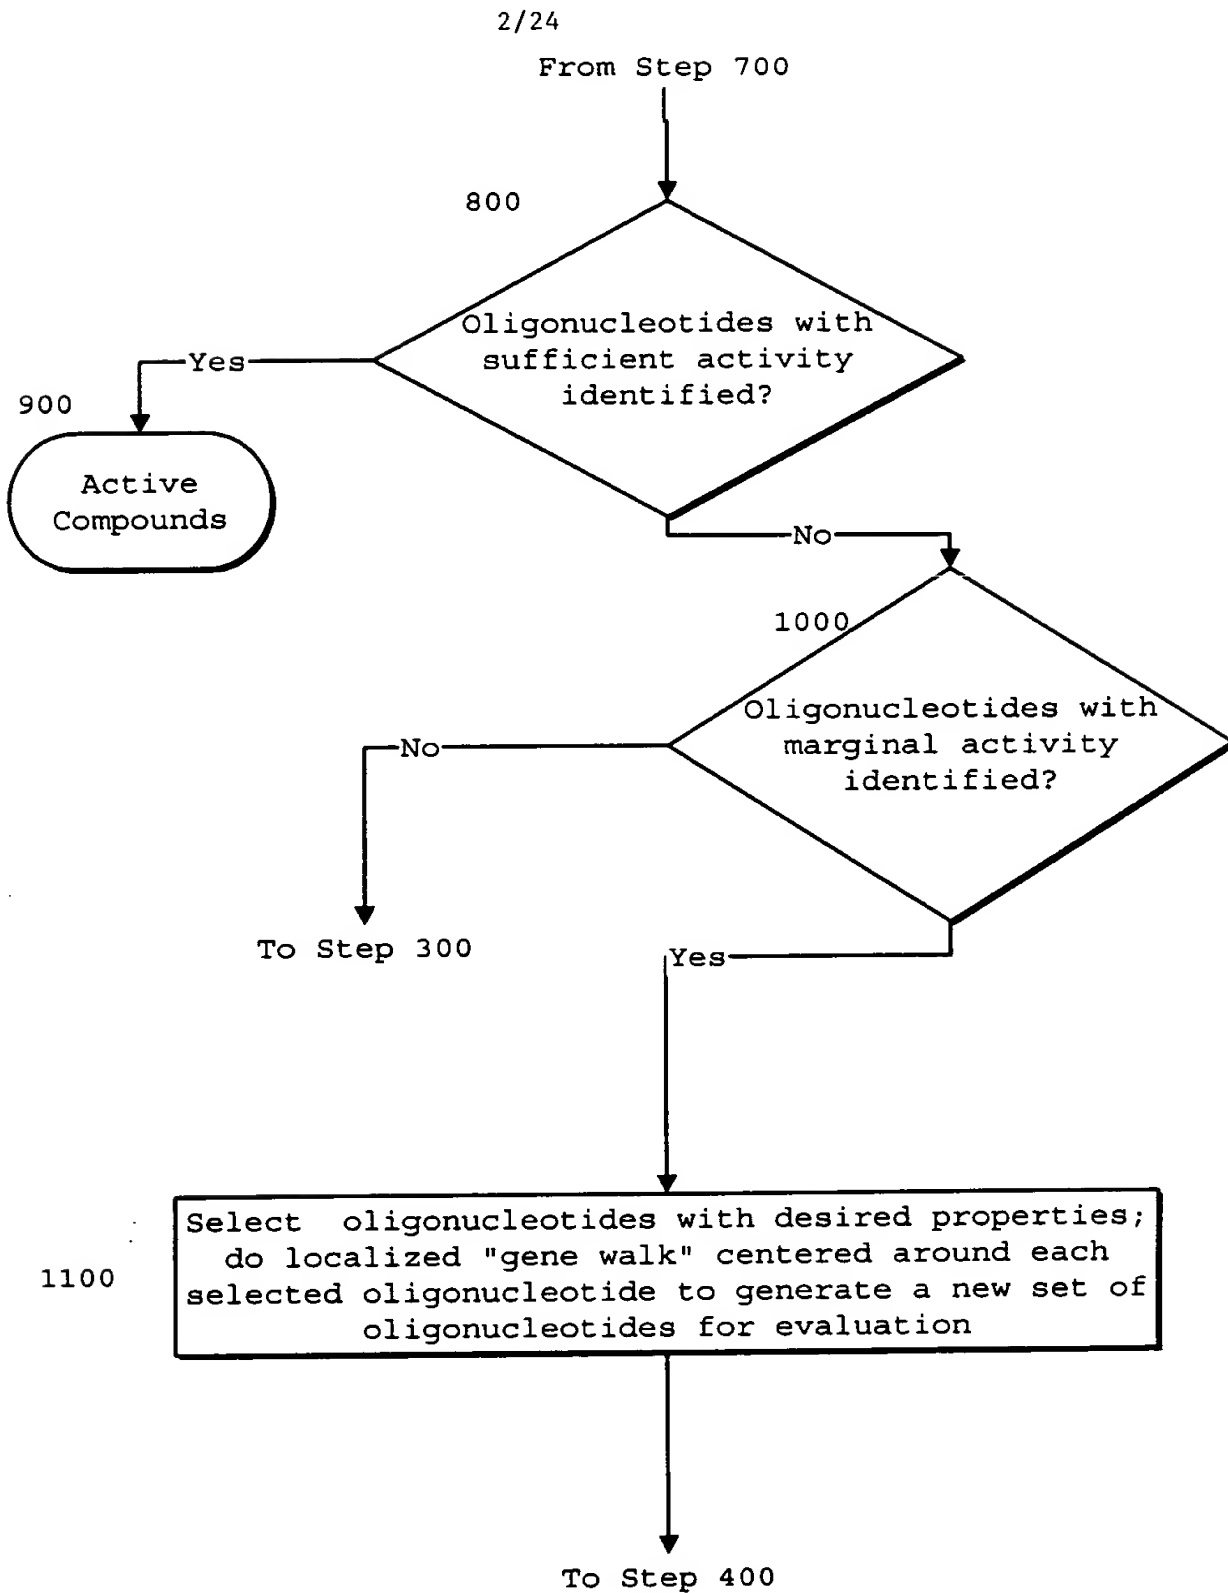 2/24
From Step 700
800
Oligonucleotides with
sufficient activity
identified?
Yes
900
Active
Compounds
No
1000
Oligonucleotides with
marginal activity
identified?
No
To Step 300
Yes
1100
Select oligonucleotides with desired properties;
do localized "gene walk" centered around each
selected oligonucleotide to generate a new set of
oligonucleotides for evaluation
To Step 400